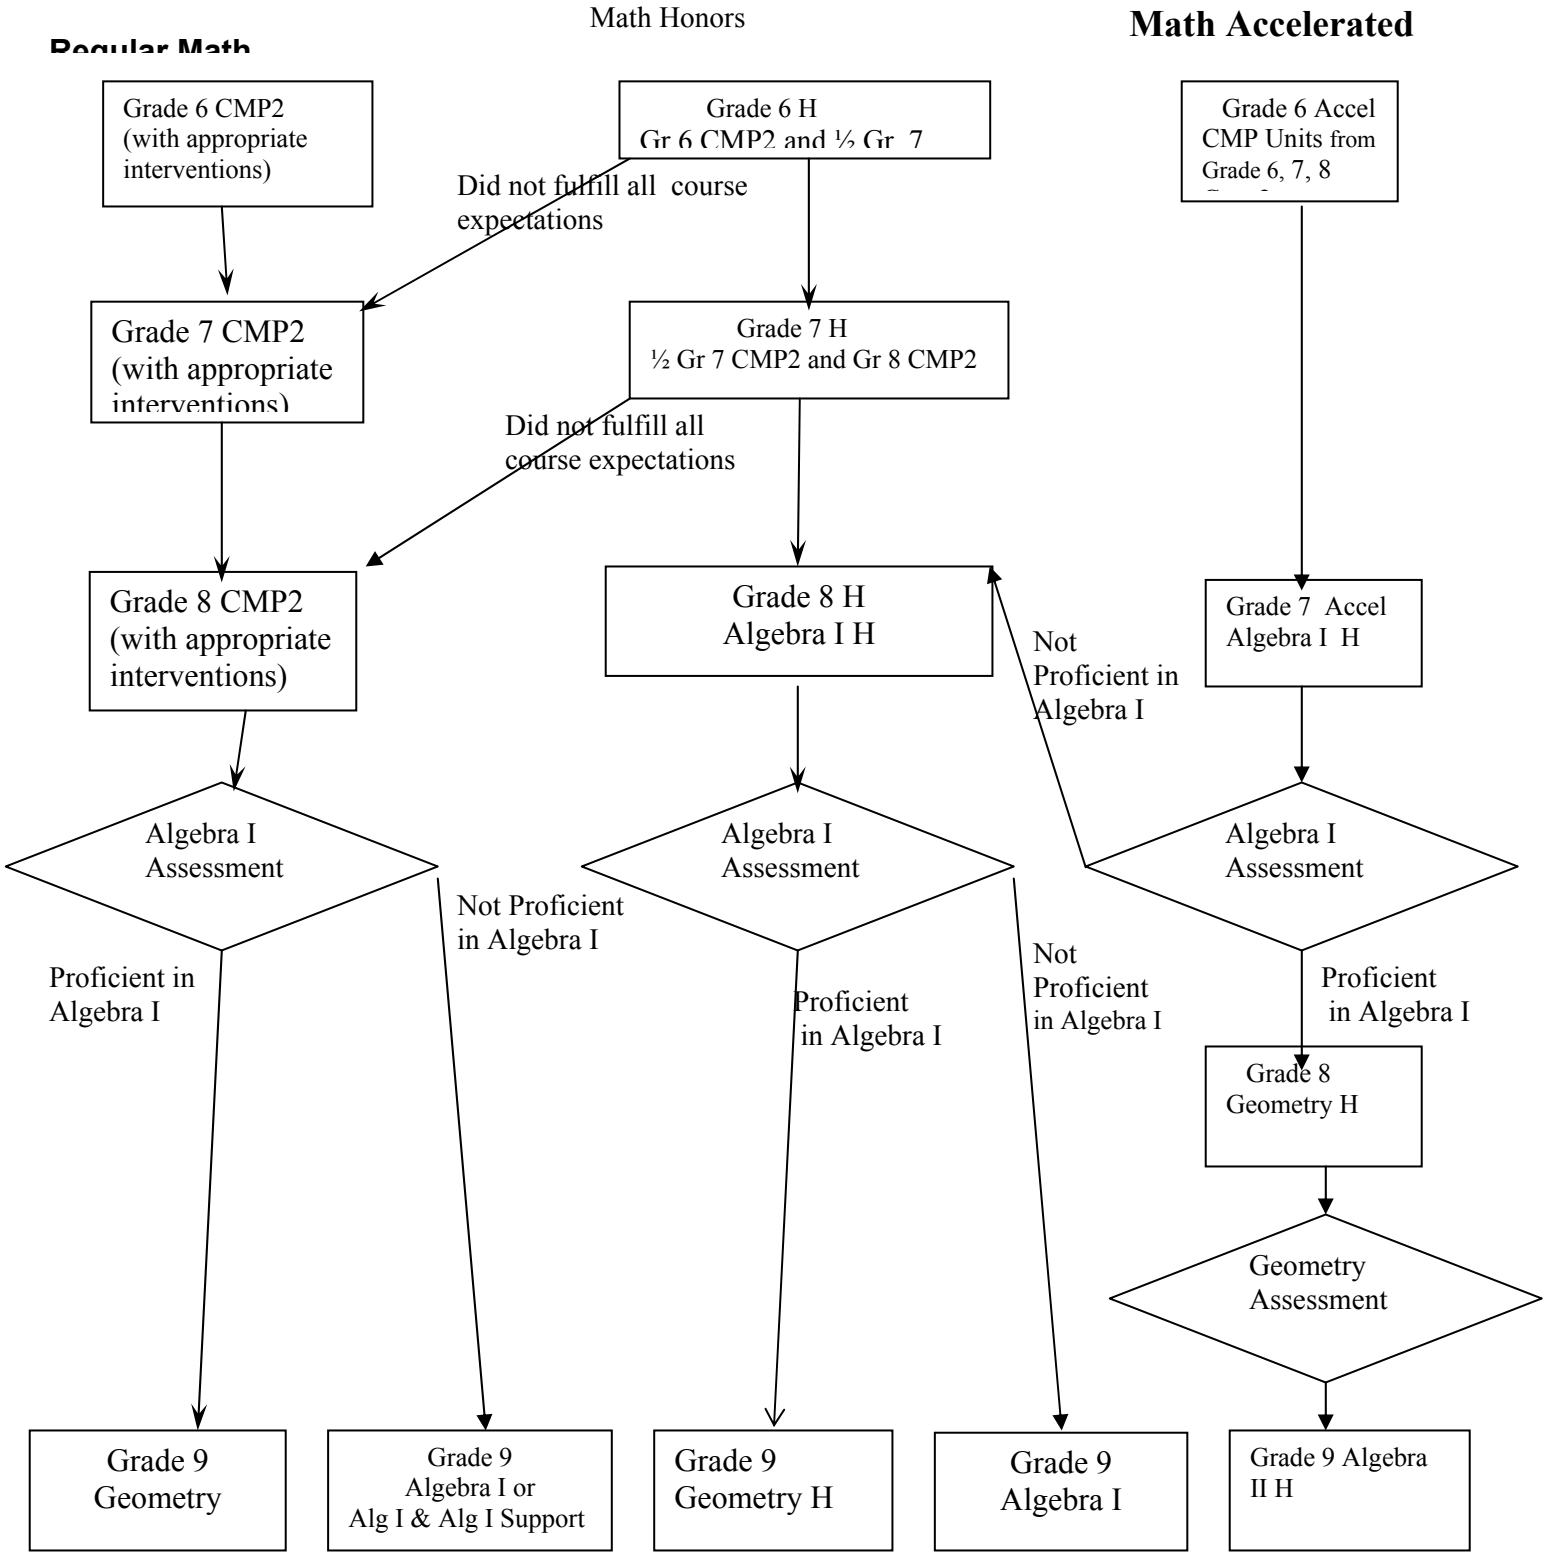 Math Honors
Math Accelerated
Regular Math
Grade 6 CMP2
(with appropriate
interventions)
Grade 6 H
Gr 6 CMP2 and ½ Gr 7
Grade 6 Accel
CMP Units from
Grade 6, 7, 8
Did not fulfill all course
expectations
Grade 7 CMP2
(with appropriate
interventions)
Grade 7 H
½ Gr 7 CMP2 and Gr 8 CMP2
Did not fulfill all
course expectations
Grade 8 CMP2
(with appropriate
interventions)
Grade 8 H
Algebra I H
Not
Proficient in
Algebra I
Grade 7 Accel
Algebra I H
Algebra I
Assessment
Algebra I
Assessment
Algebra I
Assessment
Not Proficient
in Algebra I
Proficient in
Algebra I
Proficient
in Algebra I
Not
Proficient
in Algebra I
Proficient
in Algebra I
Grade 8
Geometry H
Geometry
Assessment
Grade 9
Geometry
Grade 9
Algebra I or
Alg I & Alg I Support
Grade 9
Geometry H
Grade 9
Algebra I
Grade 9 Algebra
II H